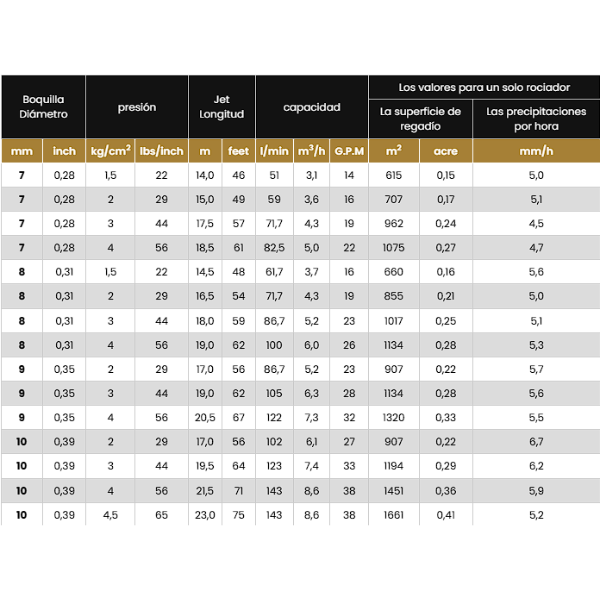 Boquilla
Diámetro
presión
Jet
Longitud
capacidad
Los valores para un solo rociador
La superficie de
regadío
Las precipitaciones
por hora
mm inch kg/cm² lbs/inch m feet l/min m³/h G.P.M m² acre mm/h
7 0,28 1,5 22 14,0 46 51 3,1 14 615 0,15 5,0
7 0,28 2 29 15,0 49 59 3,6 16 707 0,17 5,1
7 0,28 3 44 17,5 57 71,7 4,3 19 962 0,24 4,5
7 0,28 4 56 18,5 61 82,5 5,0 22 1075 0,27 4,7
8 0,31 1,5 22 14,5 48 61,7 3,7 16 660 0,16 5,6
8 0,31 2 29 16,5 54 71,7 4,3 19 855 0,21 5,0
8 0,31 3 44 18,0 59 86,7 5,2 23 1017 0,25 5,1
8 0,31 4 56 19,0 62 100 6,0 26 1134 0,28 5,3
9 0,35 2 29 17,0 56 86,7 5,2 23 907 0,22 5,7
9 0,35 3 44 19,0 62 105 6,3 28 1134 0,28 5,6
9 0,35 4 56 20,5 67 122 7,3 32 1320 0,33 5,5
10 0,39 2 29 17,0 56 102 6,1 27 907 0,22 6,7
10 0,39 3 44 19,5 64 123 7,4 33 1194 0,29 6,2
10 0,39 4 56 21,5 71 143 8,6 38 1451 0,36 5,9
10 0,39 4,5 65 23,0 75 143 8,6 38 1661 0,41 5,2